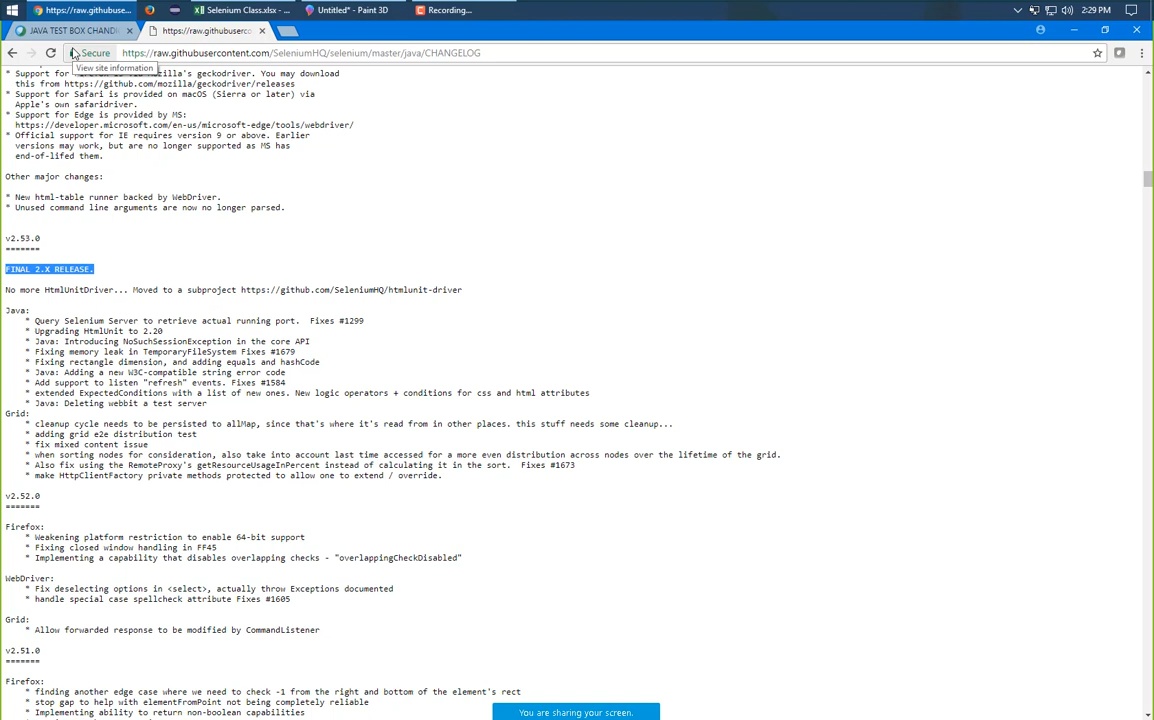 https://githubuse...
Selenium Class.xlsx - ...
Untitled* - Paint 3D
Recording...
2:29 PM
JAVA TEST BOX CHANDI
https://raw.githubuserco
Secure
https://raw.githubusercontent.com/SeleniumHQ/selenium/master/java/CHANGELOG
View site information
* Support for
zilla's geckodriver. You may download
this from https://github.com/mozilla/geckodriver/releases
* Support for Safari is provided on macOS (Sierra or later) via
Apple's own safaridriver.
* Support for Edge is provided by MS:
https://developer.microsoft.com/en-us/microsoft-edge/tools/webdriver/
* Official support for IE requires version 9 or above. Earlier
versions may work, but are no longer supported as MS has
end-of-lifed them.
Other major changes:
* New html-table runner backed by WebDriver.
* Unused command line arguments are now no longer parsed.
v2.53.0
=======
FINAL 2.X RELEASE.
No more HtmlUnitDriver... Moved to a subproject https://github.com/SeleniumHQ/htmlunit-driver
Java:
* Query Selenium Server to retrieve actual running port. Fixes #1299
* Upgrading HtmlUnit to 2.20
* Java: Introducing NoSuchSessionException in the core API
* Fixing memory leak in TemporaryFileSystem Fixes #1679
* Fixing rectangle dimension, and adding equals and hashCode
* Java: Adding a new W3C-compatible string error code
* Add support to listen "refresh" events. Fixes #1584
* extended ExpectedConditions with a list of new ones. New logic operators + conditions for css and html attributes
* Java: Deleting webbit a test server
Grid:
* cleanup cycle needs to be persisted to allMap, since that's where it's read from in other places. this stuff needs some cleanup...
* adding grid e2e distribution test
* fix mixed content issue
* when sorting nodes for consideration, also take into account last time accessed for a more even distribution across nodes over the lifetime of the grid.
* Also fix using the RemoteProxy's getResourceUsageInPercent instead of calculating it in the sort. Fixes #1673
* make HttpClientFactory private methods protected to allow one to extend / override.
v2.52.0
=======
Firefox:
* Weakening platform restriction to enable 64-bit support
* Fixing closed window handling in FF45
* Implementing a capability that disables overlapping checks - "overlappingCheckDisabled"
WebDriver:
* Fix deselecting options in <select>, actually throw Exceptions documented
* handle special case spellcheck attribute Fixes #1605
Grid:
* Allow forwarded response to be modified by CommandListener
v2.51.0
=======
Firefox:
* finding another edge case where we need to check -1 from the right and bottom of the element's rect
* stop gap to help with elementFromPoint not being completely reliable
* Implementing ability to return non-boolean capabilities
You are sharing your screen.